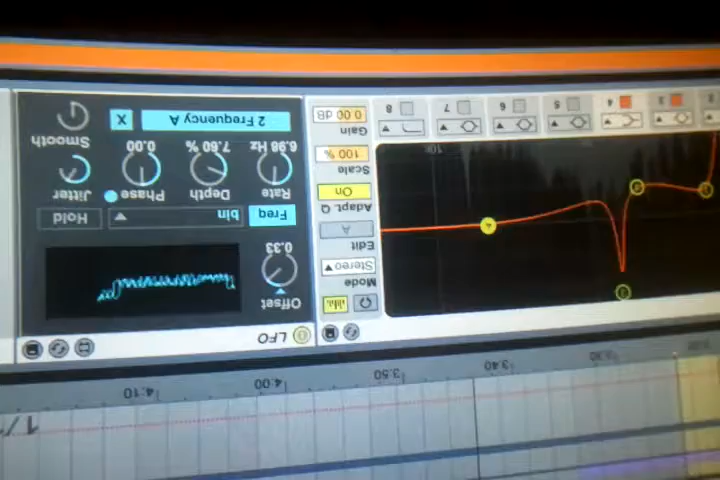 3:30 3:40 3:50 4:00 4:10
LFO
Mode
Stereo
Edit
A
Adapt. Q
On
Scale
100 %
Gain
0.00 dB
3 4 5 6 7 8
Offset
0.33
Freq. bin Hold
Rate Depth Phase Jitter
6.98 Hz 7.60 % 0.00 Smooth
2 Frequency A X